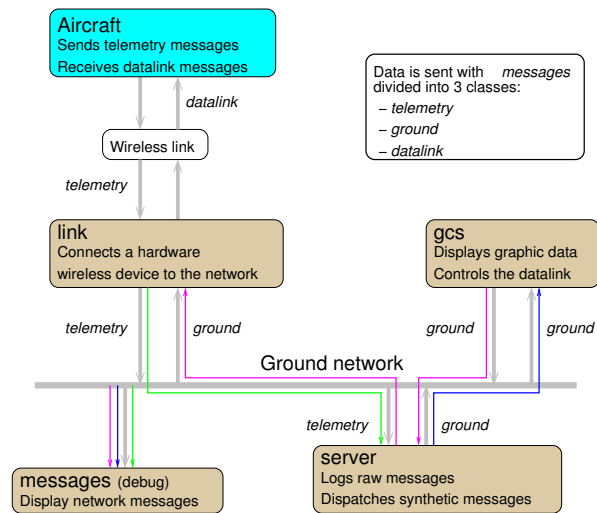 Aircraft
Sends telemetry messages
Receives datalink messages
Data is sent with messages
divided into 3 classes:
– telemetry
– ground
– datalink
datalink
Wireless link
telemetry
link
Connects a hardware
wireless device to the network
gcs
Displays graphic data
Controls the datalink
telemetry
ground
ground
ground
Ground network
telemetry
ground
messages (debug)
Display network messages
server
Logs raw messages
Dispatches synthetic messages